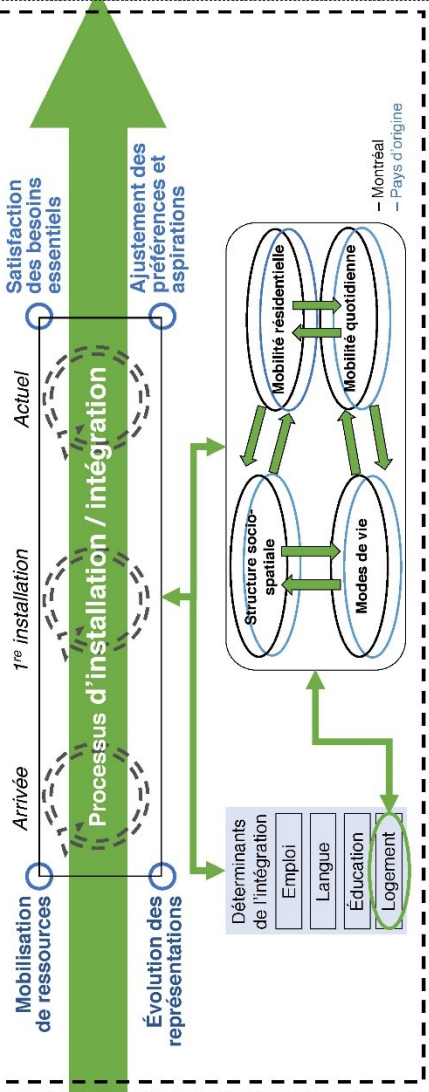 Mobilisation
de ressources
Arrivée
1re installation
Actuel
Satisfaction
des besoins
essentiels
Processus d'installation / intégration
Évolution des
représentations
Ajustement des
préférences et
aspirations
Déterminants
de l'intégration
Emploi
Langue
Éducation
Logement
Structure socio-
spatiale
Modes de vie
Mobilité résidentielle
Mobilité quotidienne
– Montréal
– Pays d'origine